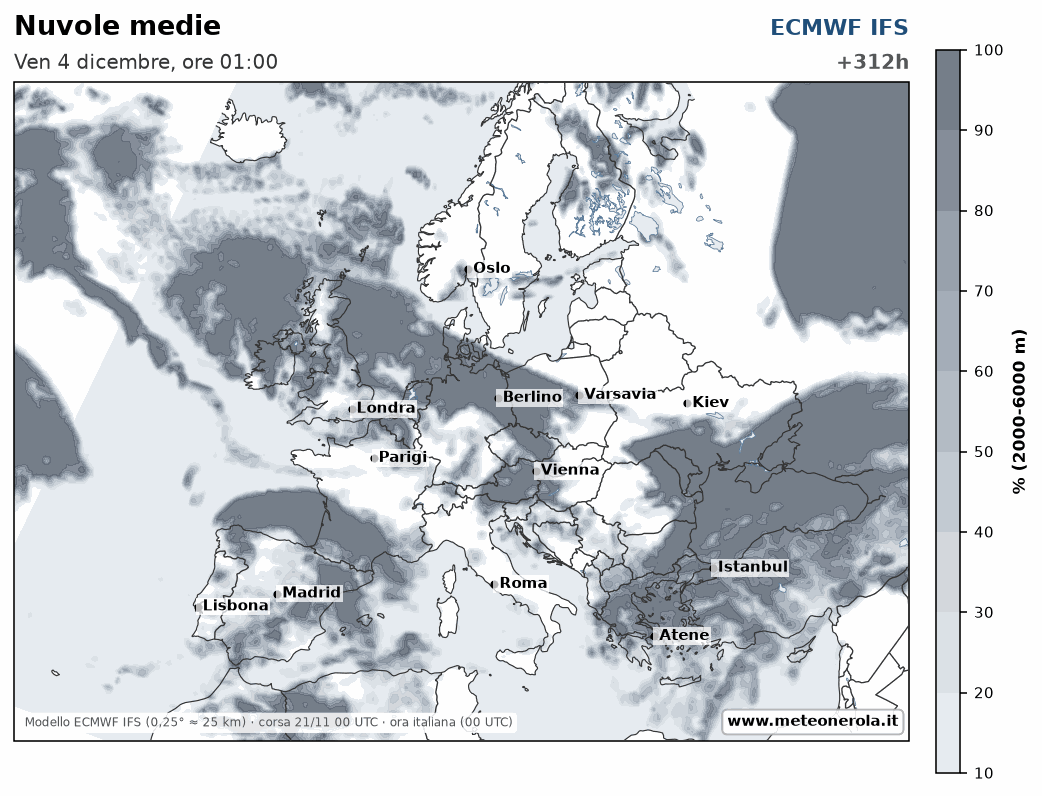 Nuvole medie
ECMWF IFS
Ven 4 dicembre, ore 01:00
+312h
100
90
80
70
60
50
40
30
20
10
% (2000-6000 m)
Oslo
Berlino
Varsavia
Kiev
Londra
Parigi
Vienna
Istanbul
Roma
Madrid
Lisbona
Atene
Modello ECMWF IFS (0,25° ≈ 25 km) · corsa 21/11 00 UTC · ora italiana (00 UTC)
www.meteonerola.it